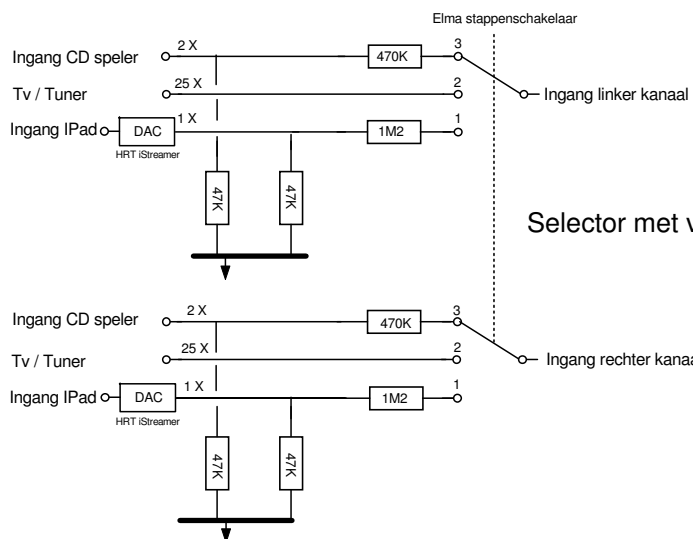 Elma stappenschakelaar
Ingang CD speler
2 X
470K
3
Tv / Tuner
25 X
2
Ingang linker kanaal
Ingang IPad
DAC
1 X
1M2
1
HRT iStreamer
47K
47K
Selector met v
Ingang CD speler
2 X
470K
3
Tv / Tuner
25 X
2
Ingang rechter kanaa
Ingang IPad
DAC
1 X
1M2
1
HRT iStreamer
47K
47K